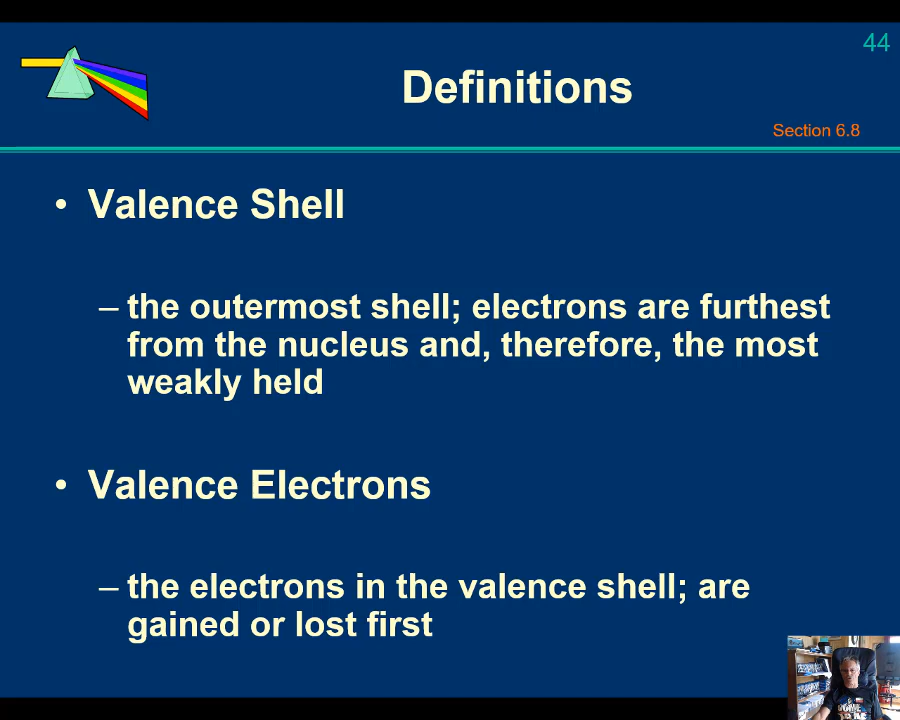 44
Definitions
Section 6.8
• Valence Shell
– the outermost shell; electrons are furthest
from the nucleus and, therefore, the most
weakly held
• Valence Electrons
– the electrons in the valence shell; are
gained or lost first